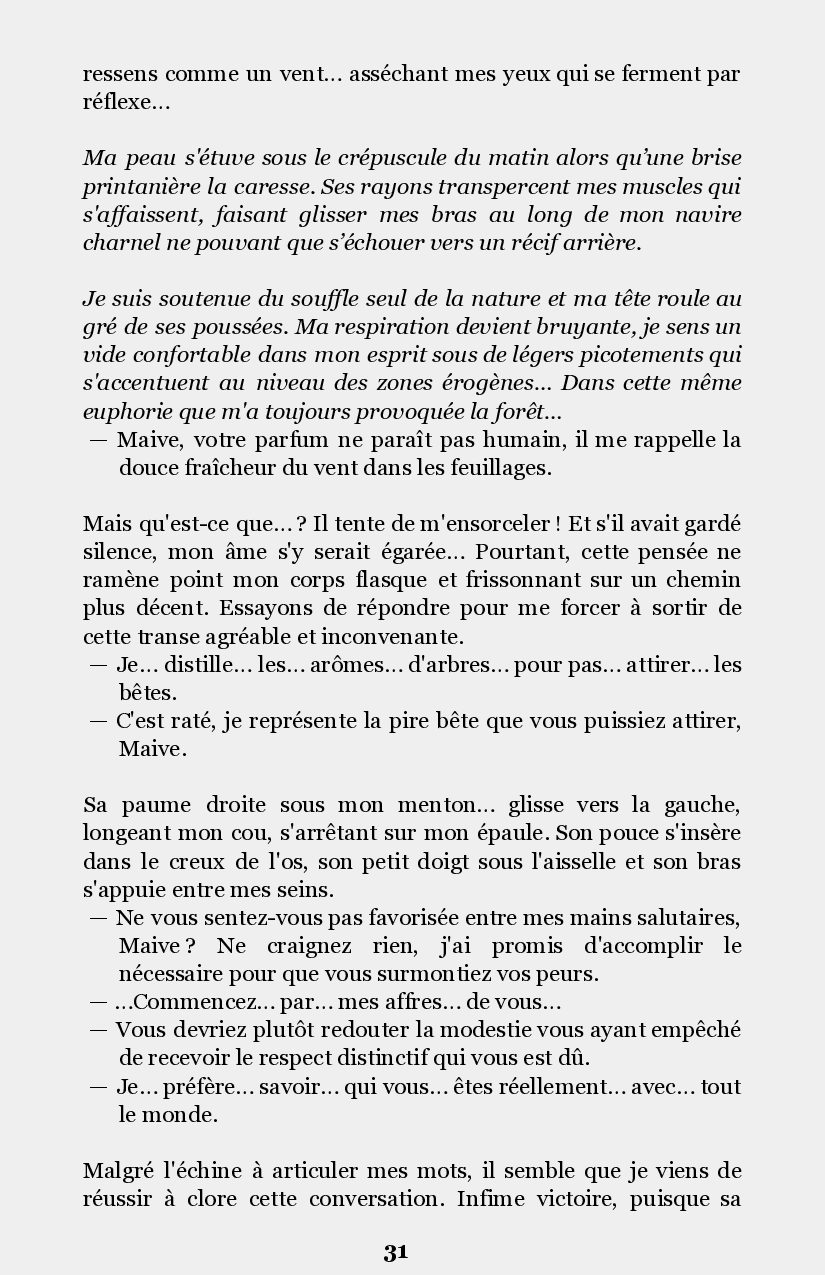 ressens comme un vent... asséchant mes yeux qui se ferment par
réflexe...
Ma peau s'étuve sous le crépuscule du matin alors qu’une brise
printanière la caresse. Ses rayons transpercent mes muscles qui
s'affaissent, faisant glisser mes bras au long de mon navire
charnel ne pouvant que s’échouer vers un récif arrière.
Je suis soutenue du souffle seul de la nature et ma tête roule au
gré de ses poussées. Ma respiration devient bruyante, je sens un
vide confortable dans mon esprit sous de légers picotements qui
s'accentuent au niveau des zones érogènes... Dans cette même
euphorie que m'a toujours provoquée la forêt...
— Maive, votre parfum ne paraît pas humain, il me rappelle la
douce fraîcheur du vent dans les feuillages.
Mais qu'est-ce que... ? Il tente de m'ensorceler ! Et s'il avait gardé
silence, mon âme s'y serait égarée... Pourtant, cette pensée ne
ramène point mon corps flasque et frissonnant sur un chemin
plus décent. Essayons de répondre pour me forcer à sortir de
cette transe agréable et inconvenante.
— Je... distille... les... arômes... d'arbres... pour pas... attirer... les
bêtes.
— C'est raté, je représente la pire bête que vous puissiez attirer,
Maive.
Sa paume droite sous mon menton... glisse vers la gauche,
longeant mon cou, s'arrêtant sur mon épaule. Son pouce s'insère
dans le creux de l'os, son petit doigt sous l'aisselle et son bras
s'appuie entre mes seins.
— Ne vous sentez-vous pas favorisée entre mes mains salutaires,
Maive ? Ne craignez rien, j'ai promis d'accomplir le
nécessaire pour que vous surmontiez vos peurs.
— ...Commencez... par... mes affres... de vous...
— Vous devriez plutôt redouter la modestie vous ayant empêché
de recevoir le respect distinctif qui vous est dû.
— Je... préfère... savoir... qui vous... êtes réellement... avec... tout
le monde.
Malgré l'échine à articuler mes mots, il semble que je viens de
réussir à clore cette conversation. Infime victoire, puisque sa
31